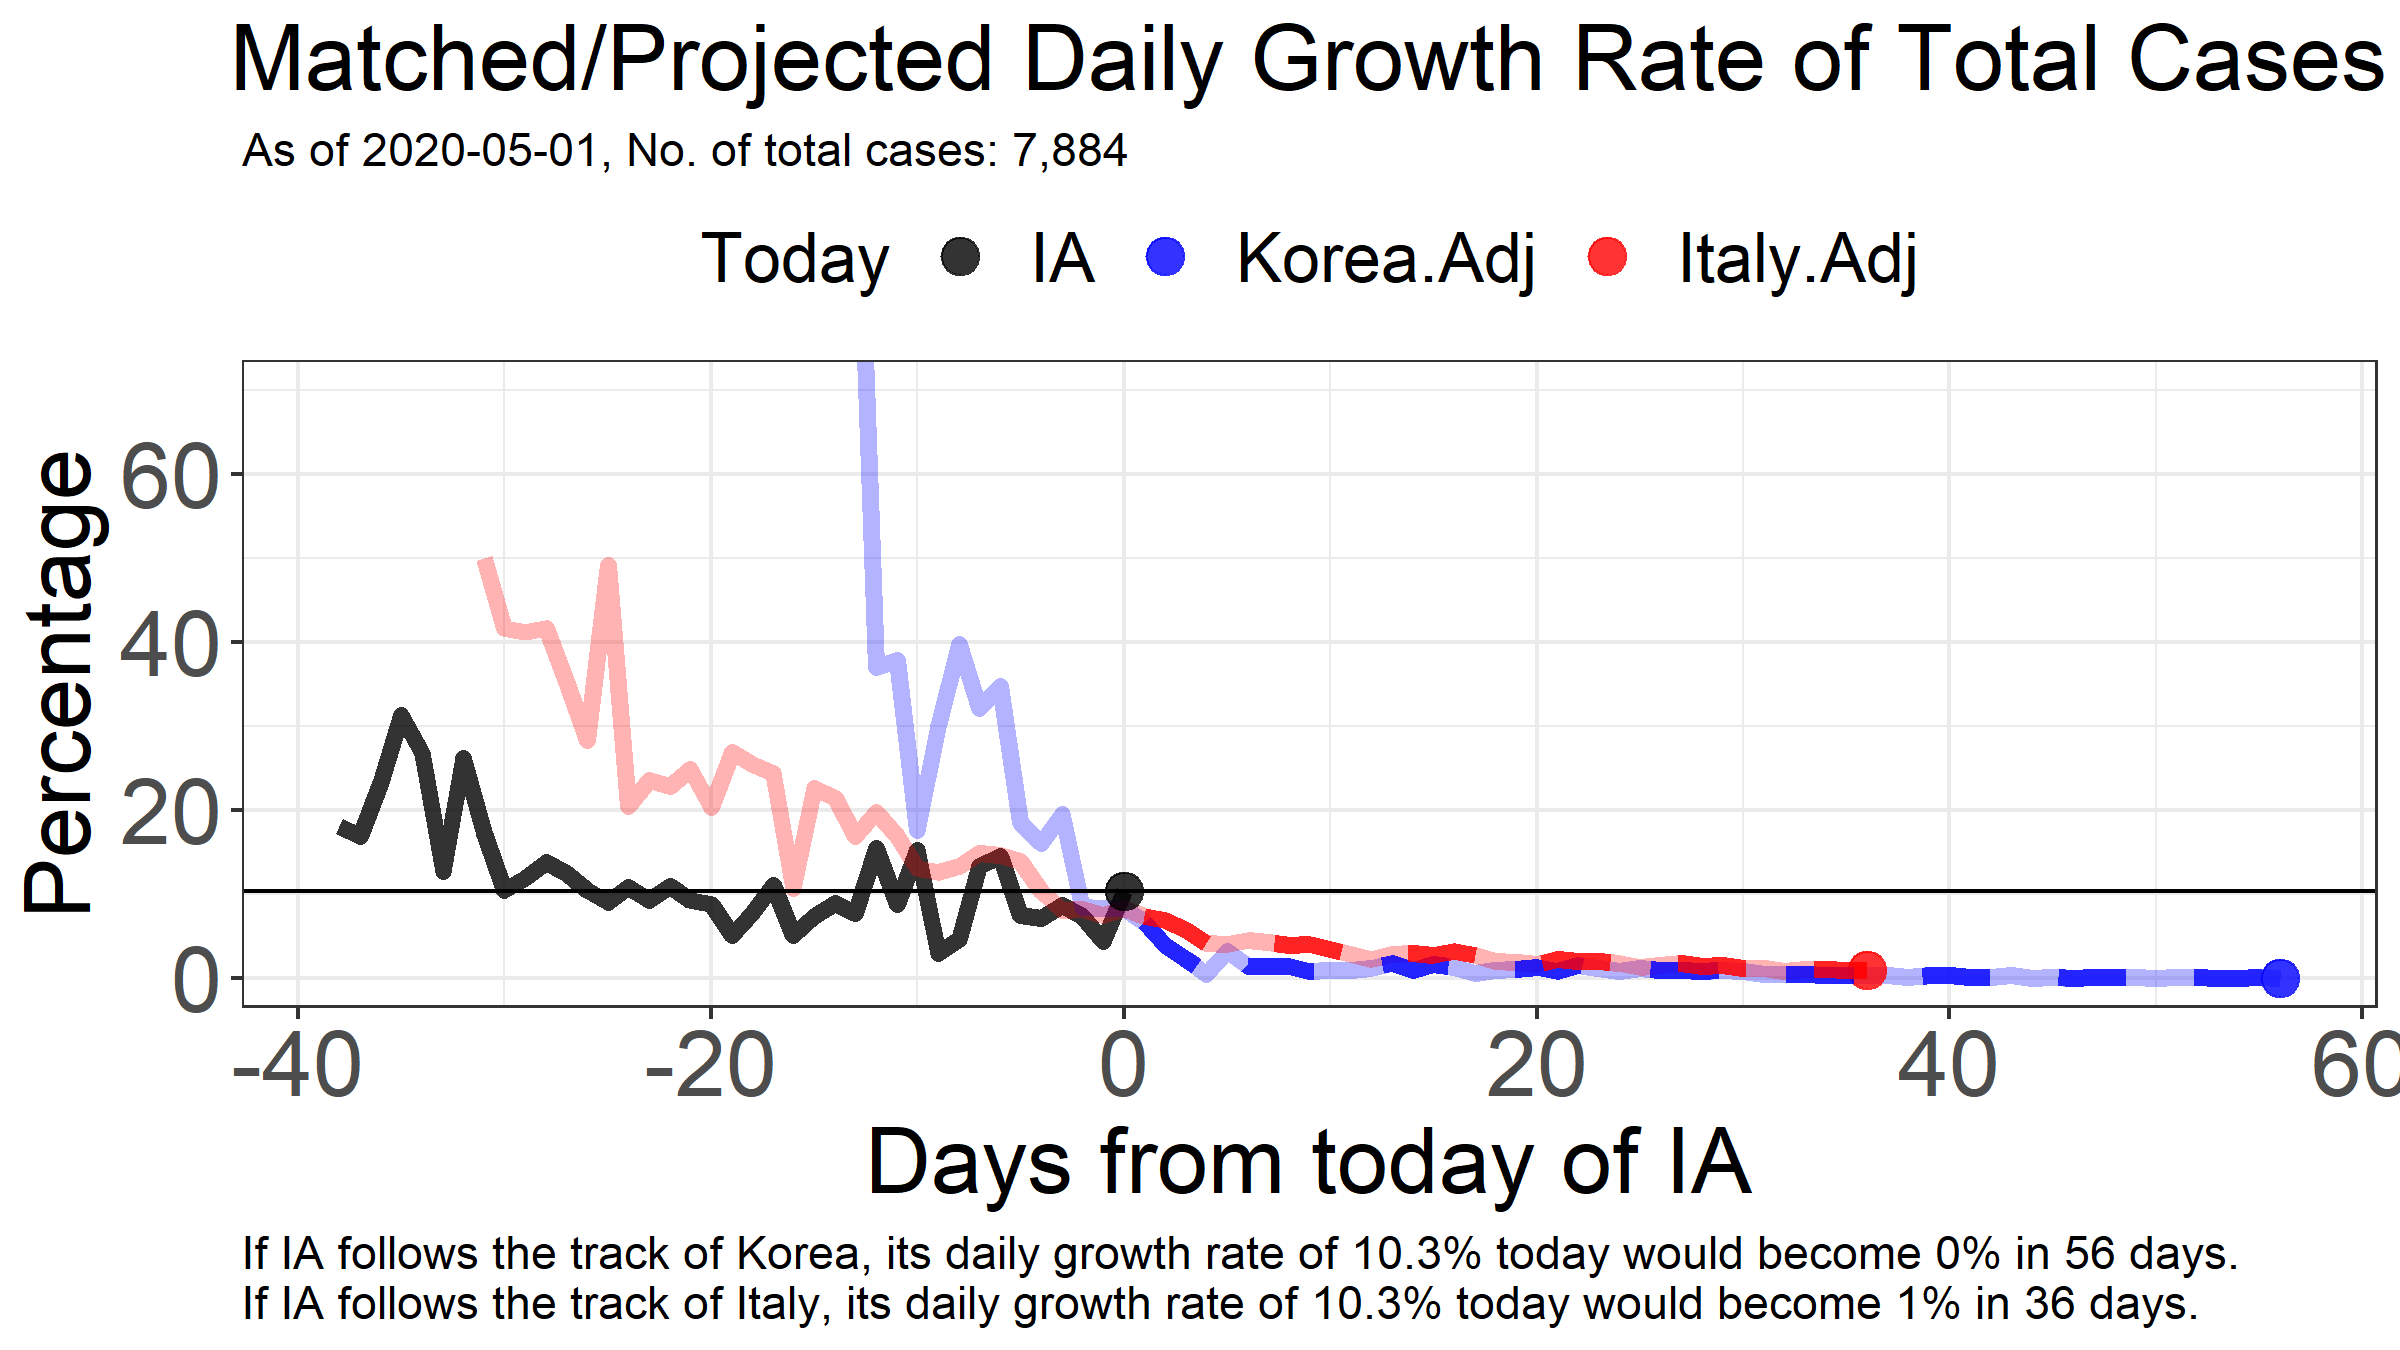 Matched/Projected Daily Growth Rate of Total Cases
As of 2020-05-01, No. of total cases: 7,884
Today IA Korea.Adj Italy.Adj
Percentage
60
40
20
0
-40 -20 0 20 40 60
Days from today of IA
If IA follows the track of Korea, its daily growth rate of 10.3% today would become 0% in 56 days.
If IA follows the track of Italy, its daily growth rate of 10.3% today would become 1% in 36 days.